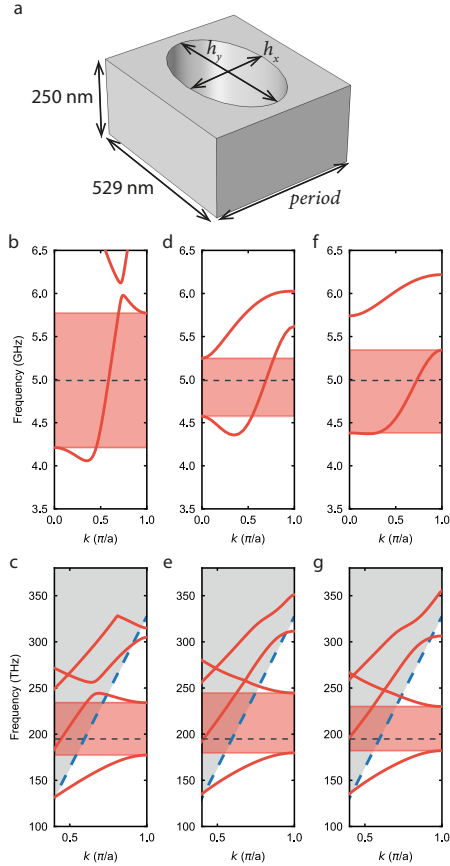 a
h_y h_x
250 nm
529 nm
period
b d f
6.5 6.5 6.5
6.0 6.0 6.0
5.5 5.5 5.5
5.0 5.0 5.0
4.5 4.5 4.5
4.0 4.0 4.0
3.5 3.5 3.5
Frequency (GHz)
0.0 0.5 1.0 0.0 0.5 1.0 0.0 0.5 1.0
k (π/a) k (π/a) k (π/a)
c e g
350 350 350
300 300 300
250 250 250
200 200 200
150 150 150
100 100 100
Frequency (THz)
0.5 1.0 0.5 1.0 0.5 1.0
k (π/a) k (π/a) k (π/a)